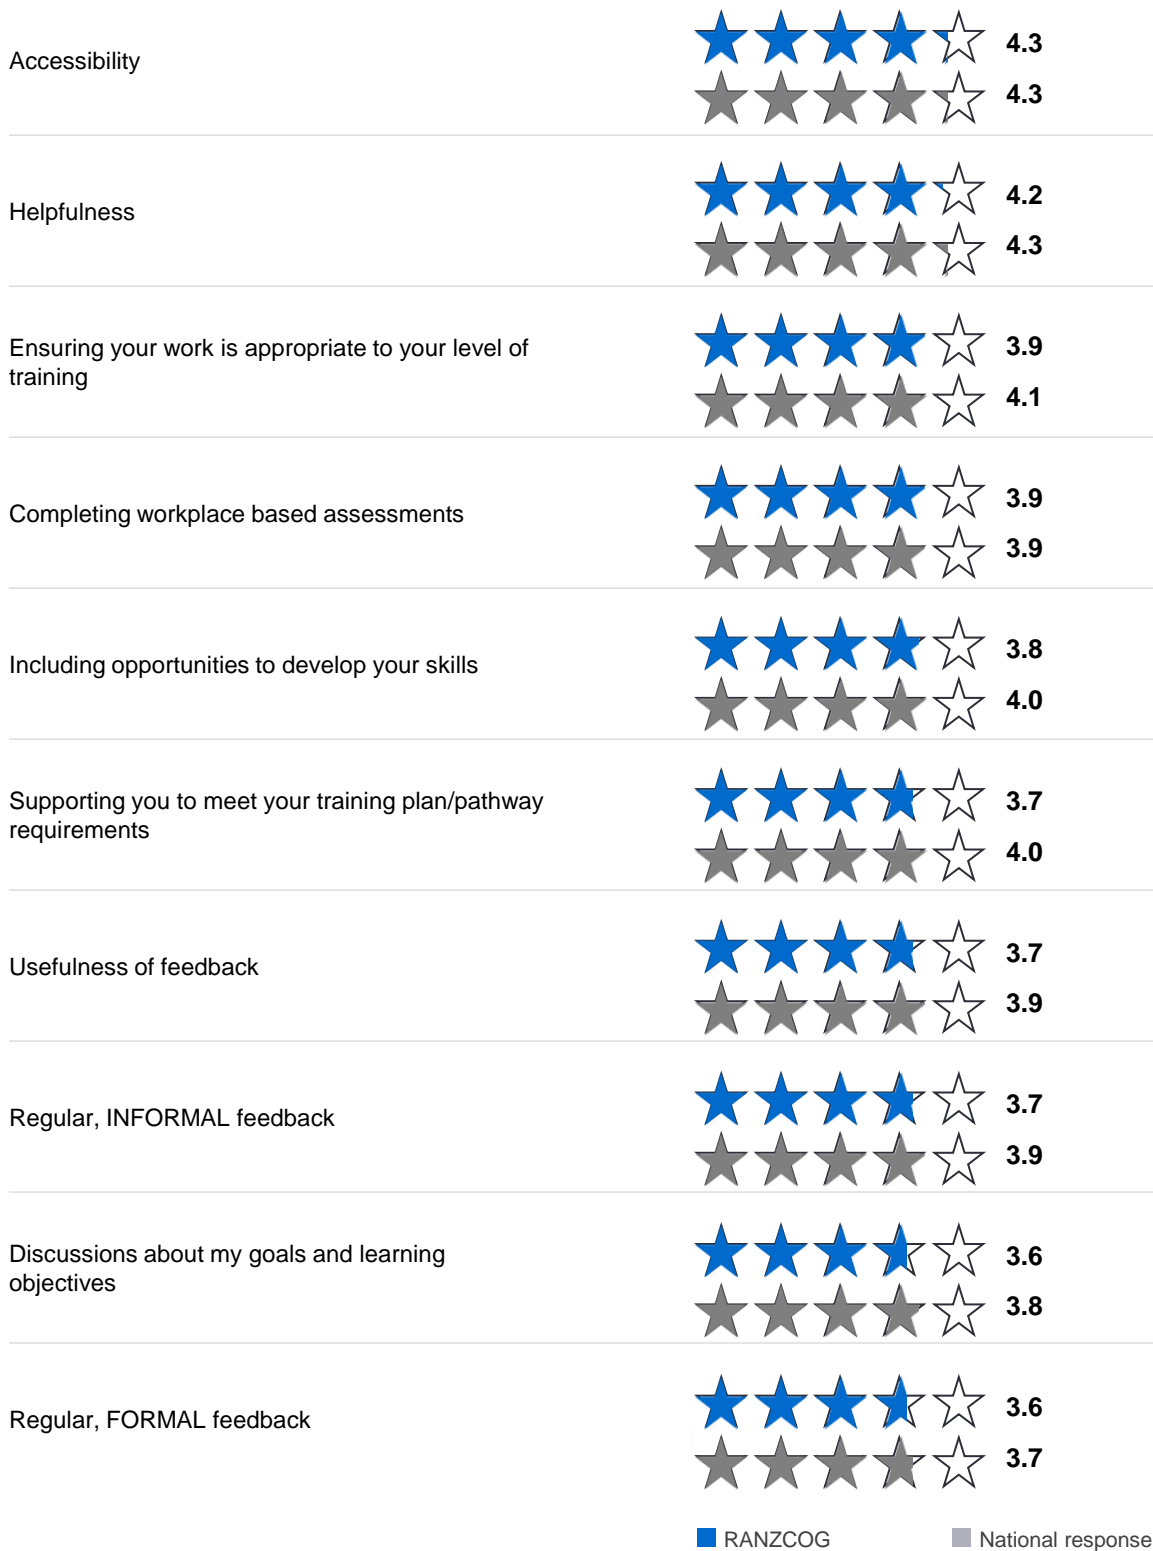 Accessibility
4.3
4.3
Helpfulness
4.2
4.3
Ensuring your work is appropriate to your level of
training
3.9
4.1
Completing workplace based assessments
3.9
3.9
Including opportunities to develop your skills
3.8
4.0
Supporting you to meet your training plan/pathway
requirements
3.7
4.0
Usefulness of feedback
3.7
3.9
Regular, INFORMAL feedback
3.7
3.9
Discussions about my goals and learning
objectives
3.6
3.8
Regular, FORMAL feedback
3.6
3.7
RANZCOG National response